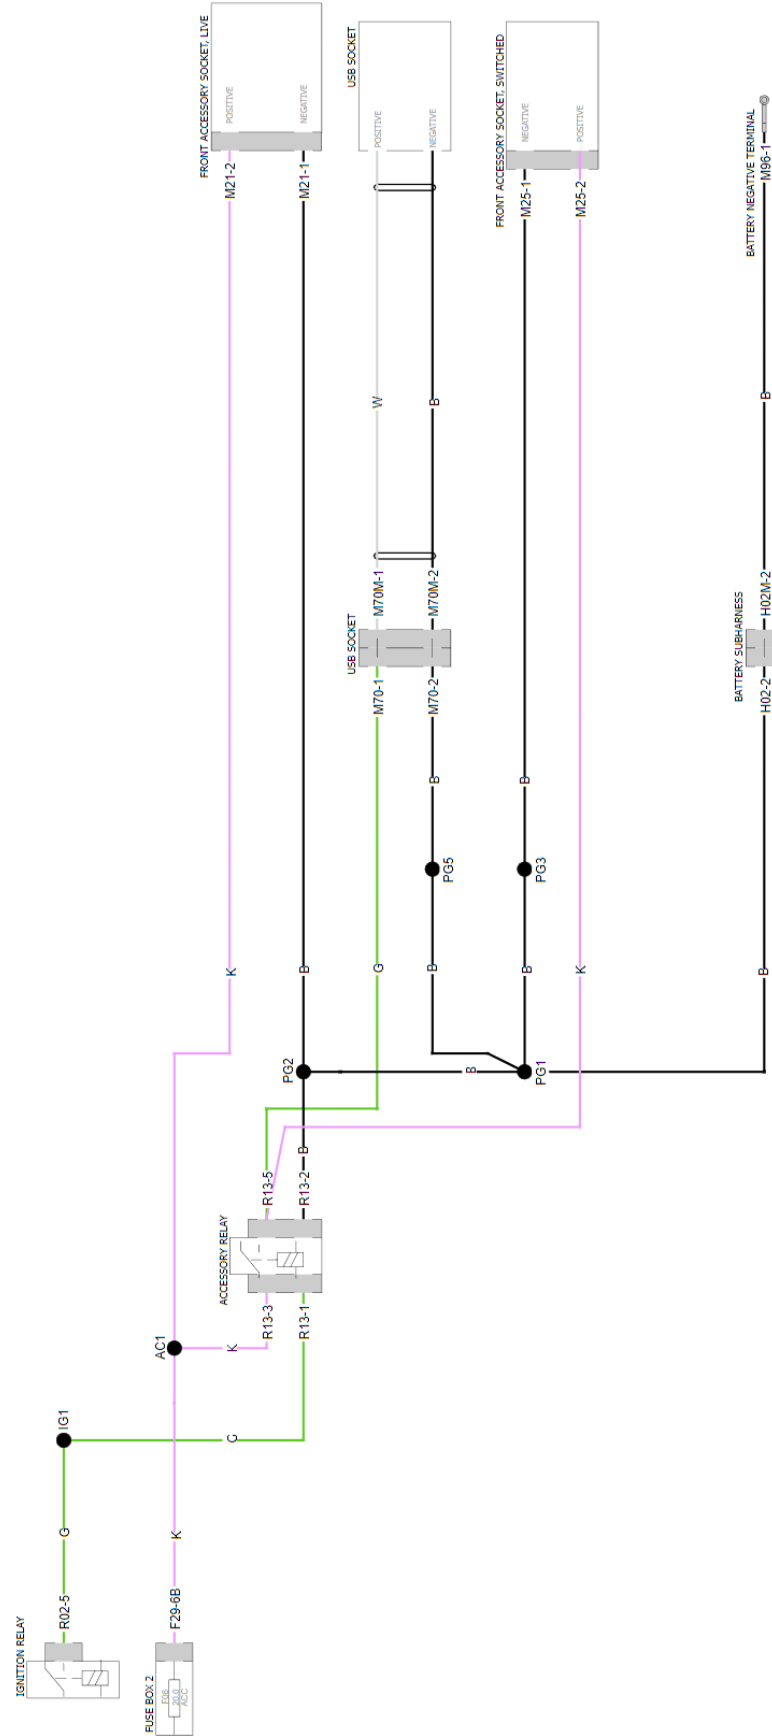 FRONT ACCESSORY SOCKET, LIVE
POSITIVE
NEGATIVE
M21-2
M21-1
USB SOCKET
POSITIVE
NEGATIVE
FRONT ACCESSORY SOCKET, SWITCHED
NEGATIVE
POSITIVE
M25-1
M25-2
BATTERY NEGATIVE TERMINAL
M96-1
W
B
B
M70M-1
M70M-2
USB SOCKET
M70-1
M70-2
BATTERY SUBHARNESS
H02M-2
H02-2
B
B
PG5
PG3
K
B
G
B
B
K
B
PG2
B
PG1
B
R13-5
R13-2
ACCESSORY RELAY
R13-3
R13-1
AC1
K
IG1
G
G
K
R02-5
F29-6B
IGNITION RELAY
FUSE BOX 2
F06
20.0
ACC